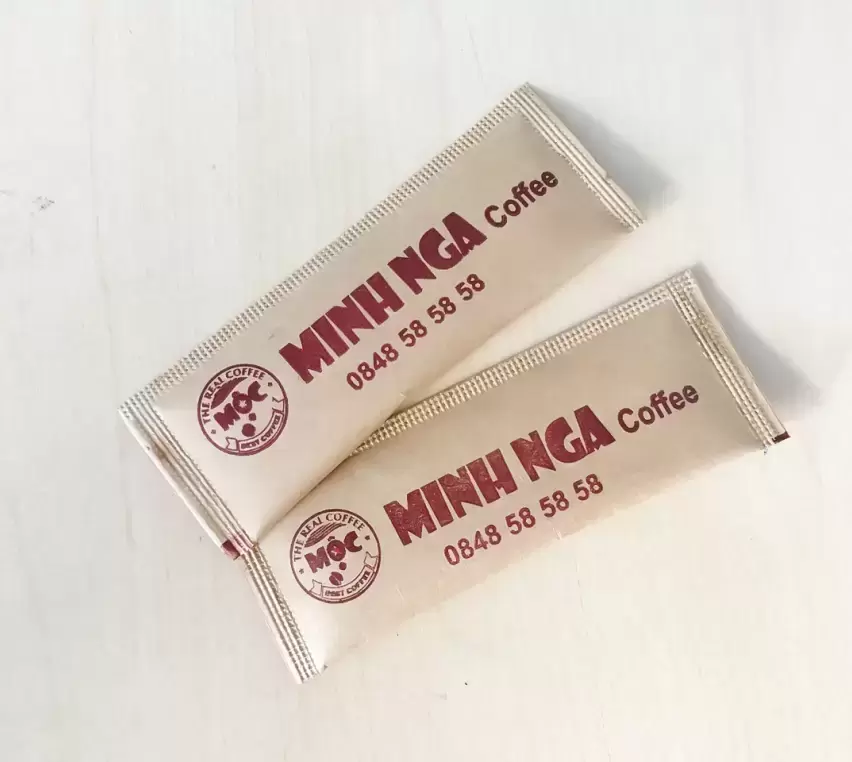 MINH NGA Coffee
0848 58 58 58
THE REAL COFFEE
MỘC
BEST COFFEE
MINH NGA Coffee
0848 58 58 58
THE REAL COFFEE
MỘC
BEST COFFEE